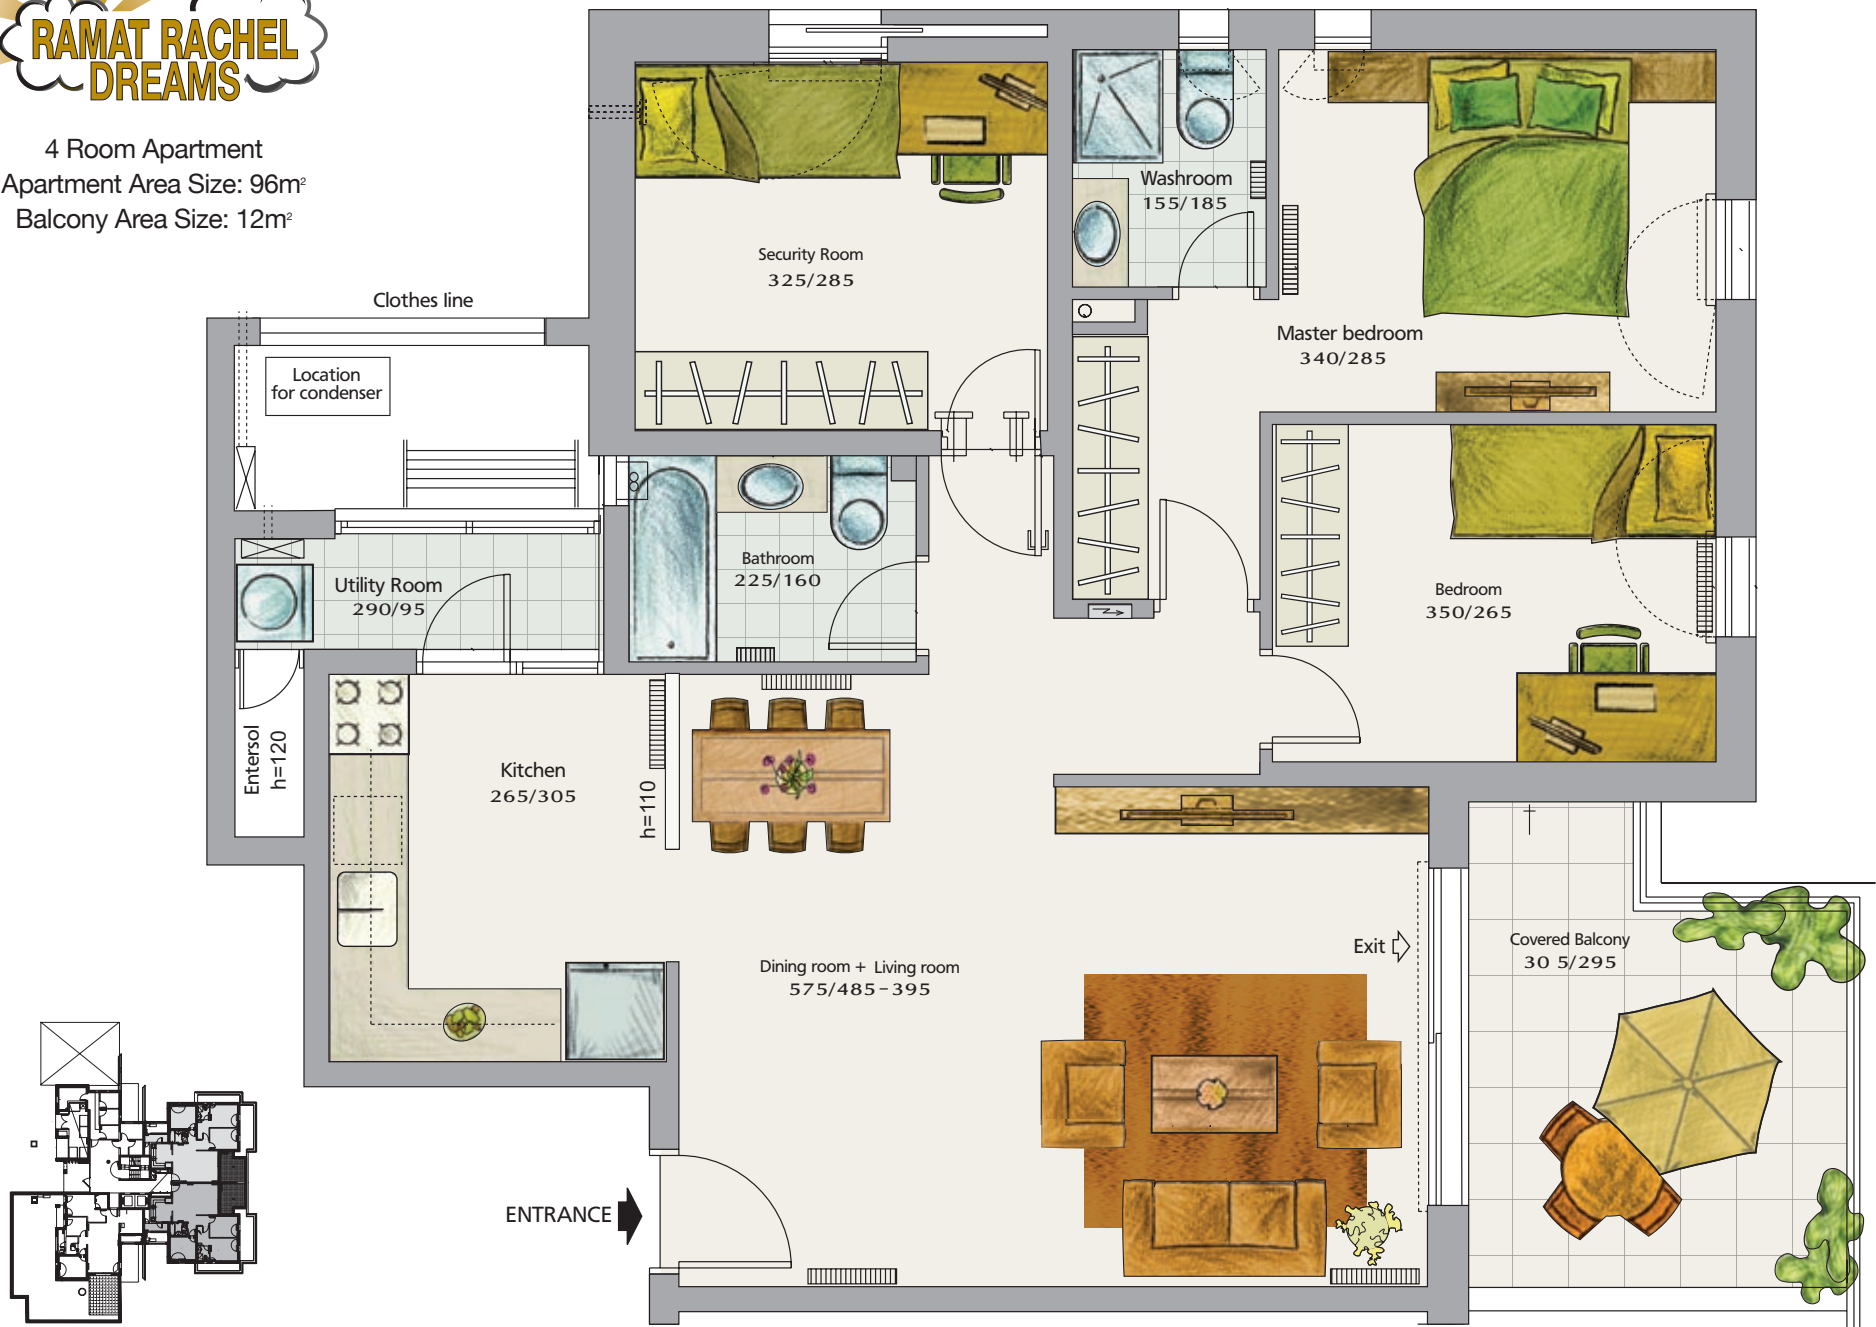 RAMAT RACHEL
DREAMS
4 Room Apartment
Apartment Area Size: 96m²
Balcony Area Size: 12m²
Clothes line
Location
for condenser
Security Room
325/285
Washroom
155/185
Master bedroom
340/285
Utility Room
290/95
Bathroom
225/160
Bedroom
350/265
Entersol
h=120
Kitchen
265/305
h=110
Dining room + Living room
575/485-395
Exit
Covered Balcony
30 5/295
ENTRANCE